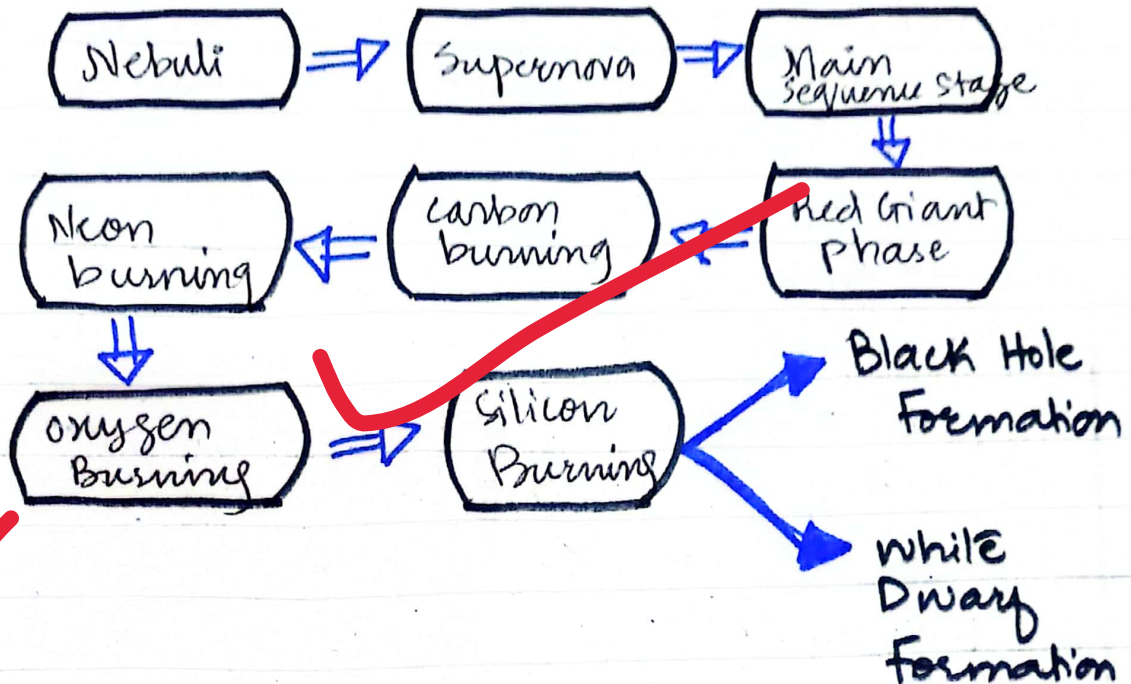 Nebuli
Supernova
Main
sequence stage
Red Giant
phase
carbon
burning
Neon
burning
oxygen
Burning
Silicon
Burning
Black Hole
Formation
While
Dwarf
Formation